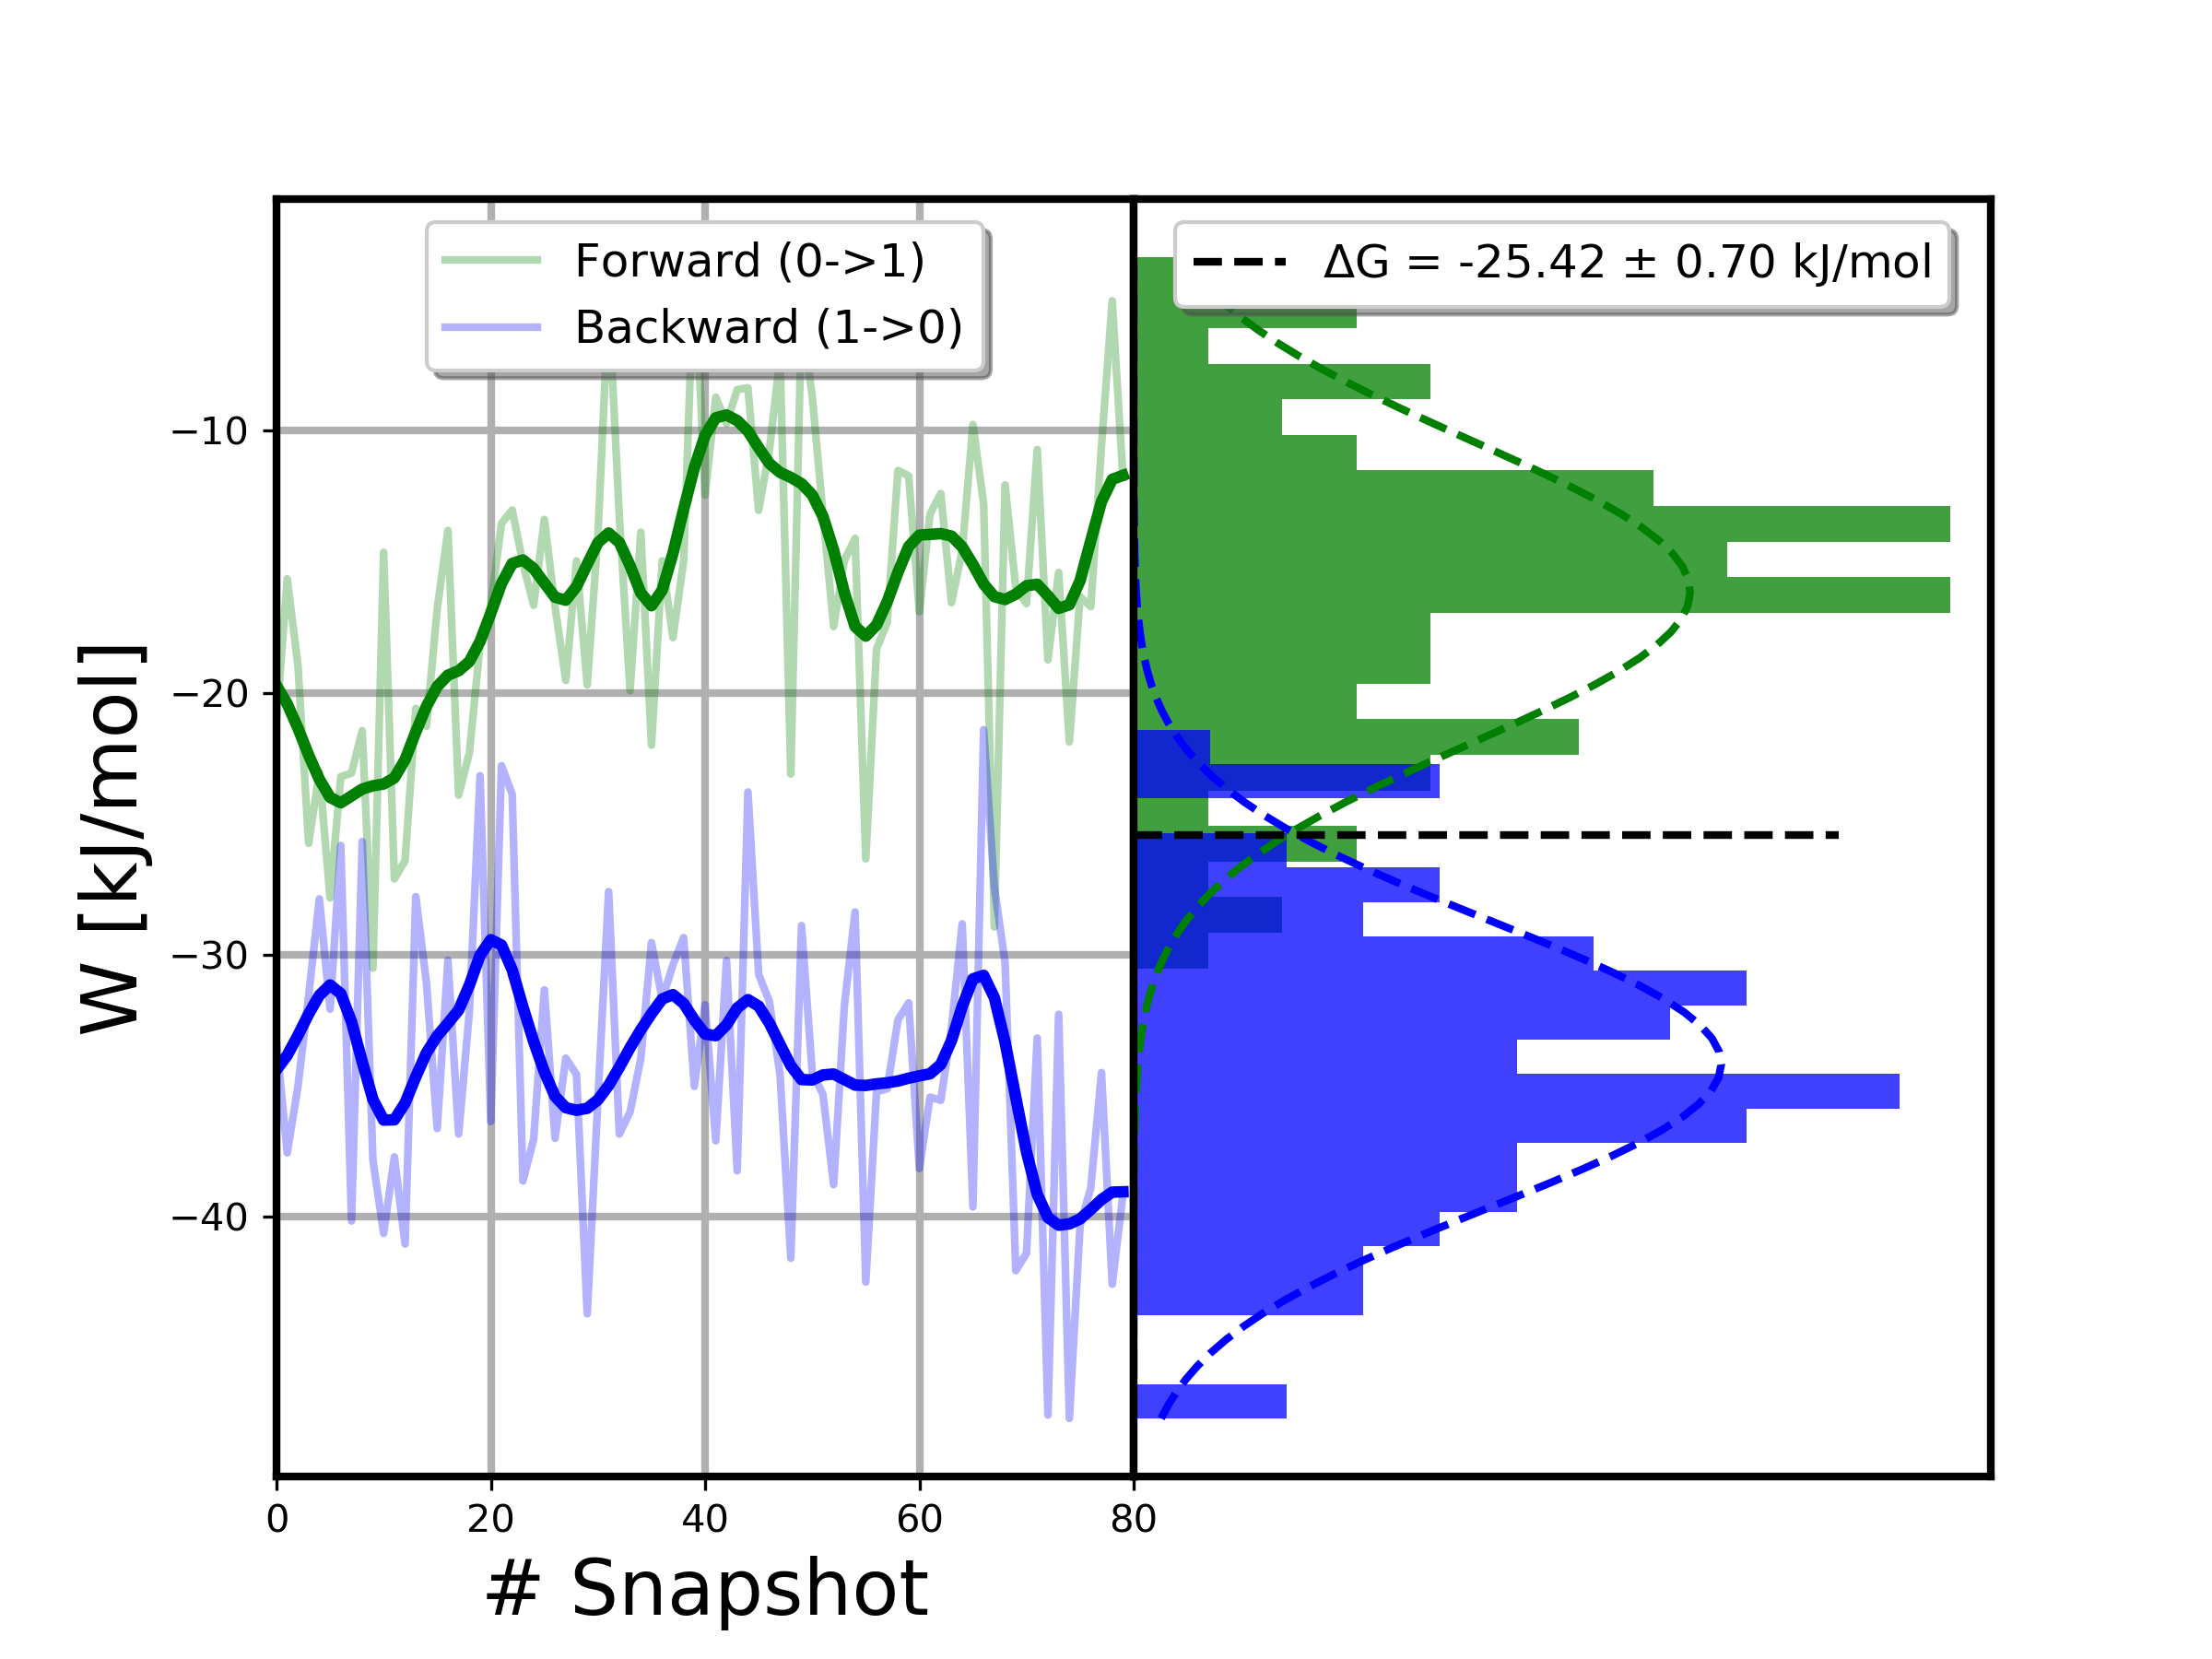 Forward (0->1)
Backward (1->0)
ΔG = -25.42 ± 0.70 kJ/mol
W [kJ/mol]
−10
−20
−30
−40
0 20 40 60 80
# Snapshot